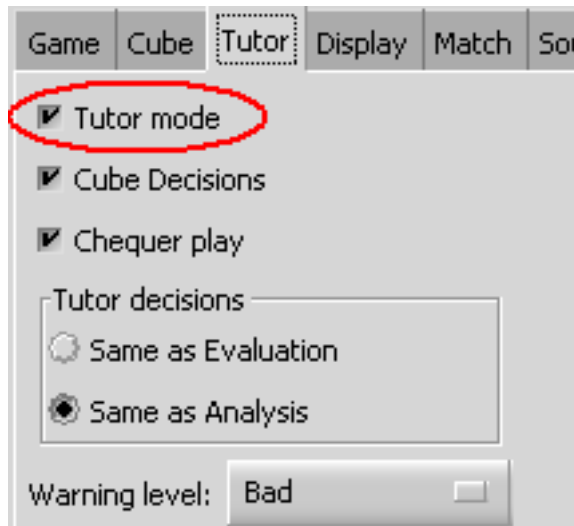 Game Cube Tutor Display Match Sou
Tutor mode
Cube Decisions
Chequer play
Tutor decisions
Same as Evaluation
Same as Analysis
Warning level: Bad